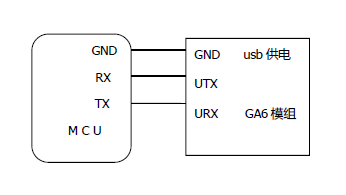 GND
RX
TX
M C U
GND usb 供电
UTX
URX GA6 模组